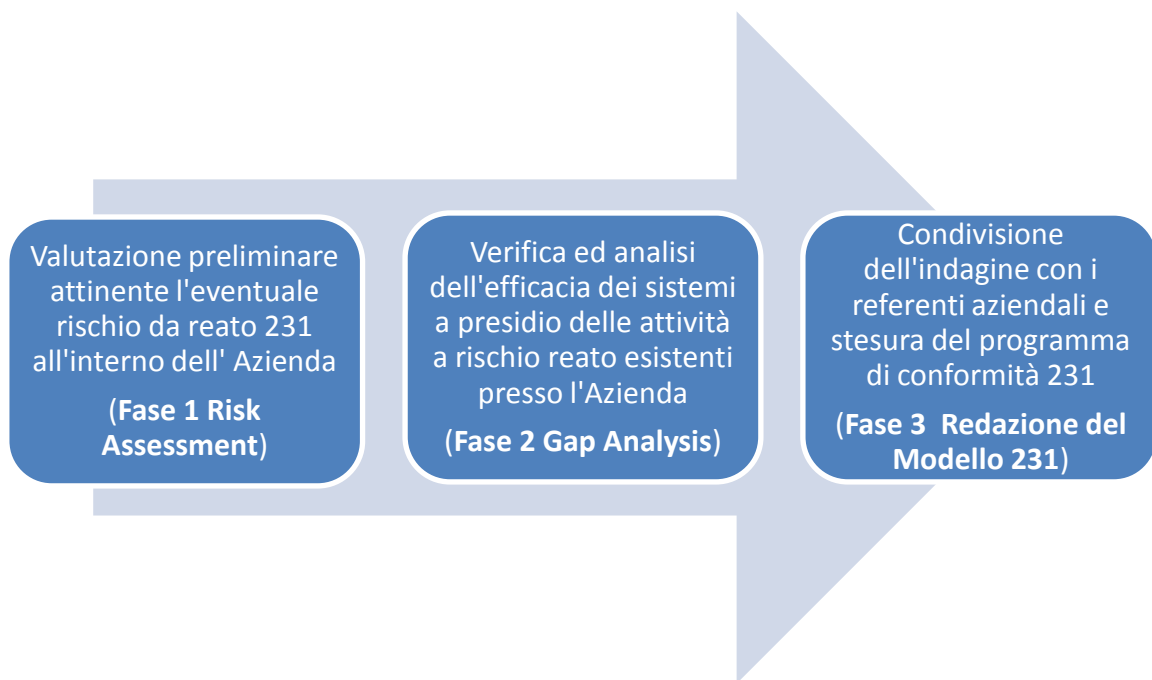 Valutazione preliminare
attinente l'eventuale
rischio da reato 231
all'interno dell' Azienda
(Fase 1 Risk
Assessment)
Verifica ed analisi
dell'efficacia dei sistemi
a presidio delle attività
a rischio reato esistenti
presso l'Azienda
(Fase 2 Gap Analysis)
Condivisione
dell'indagine con i
referenti aziendali e
stesura del programma
di conformità 231
(Fase 3  Redazione del
Modello 231)